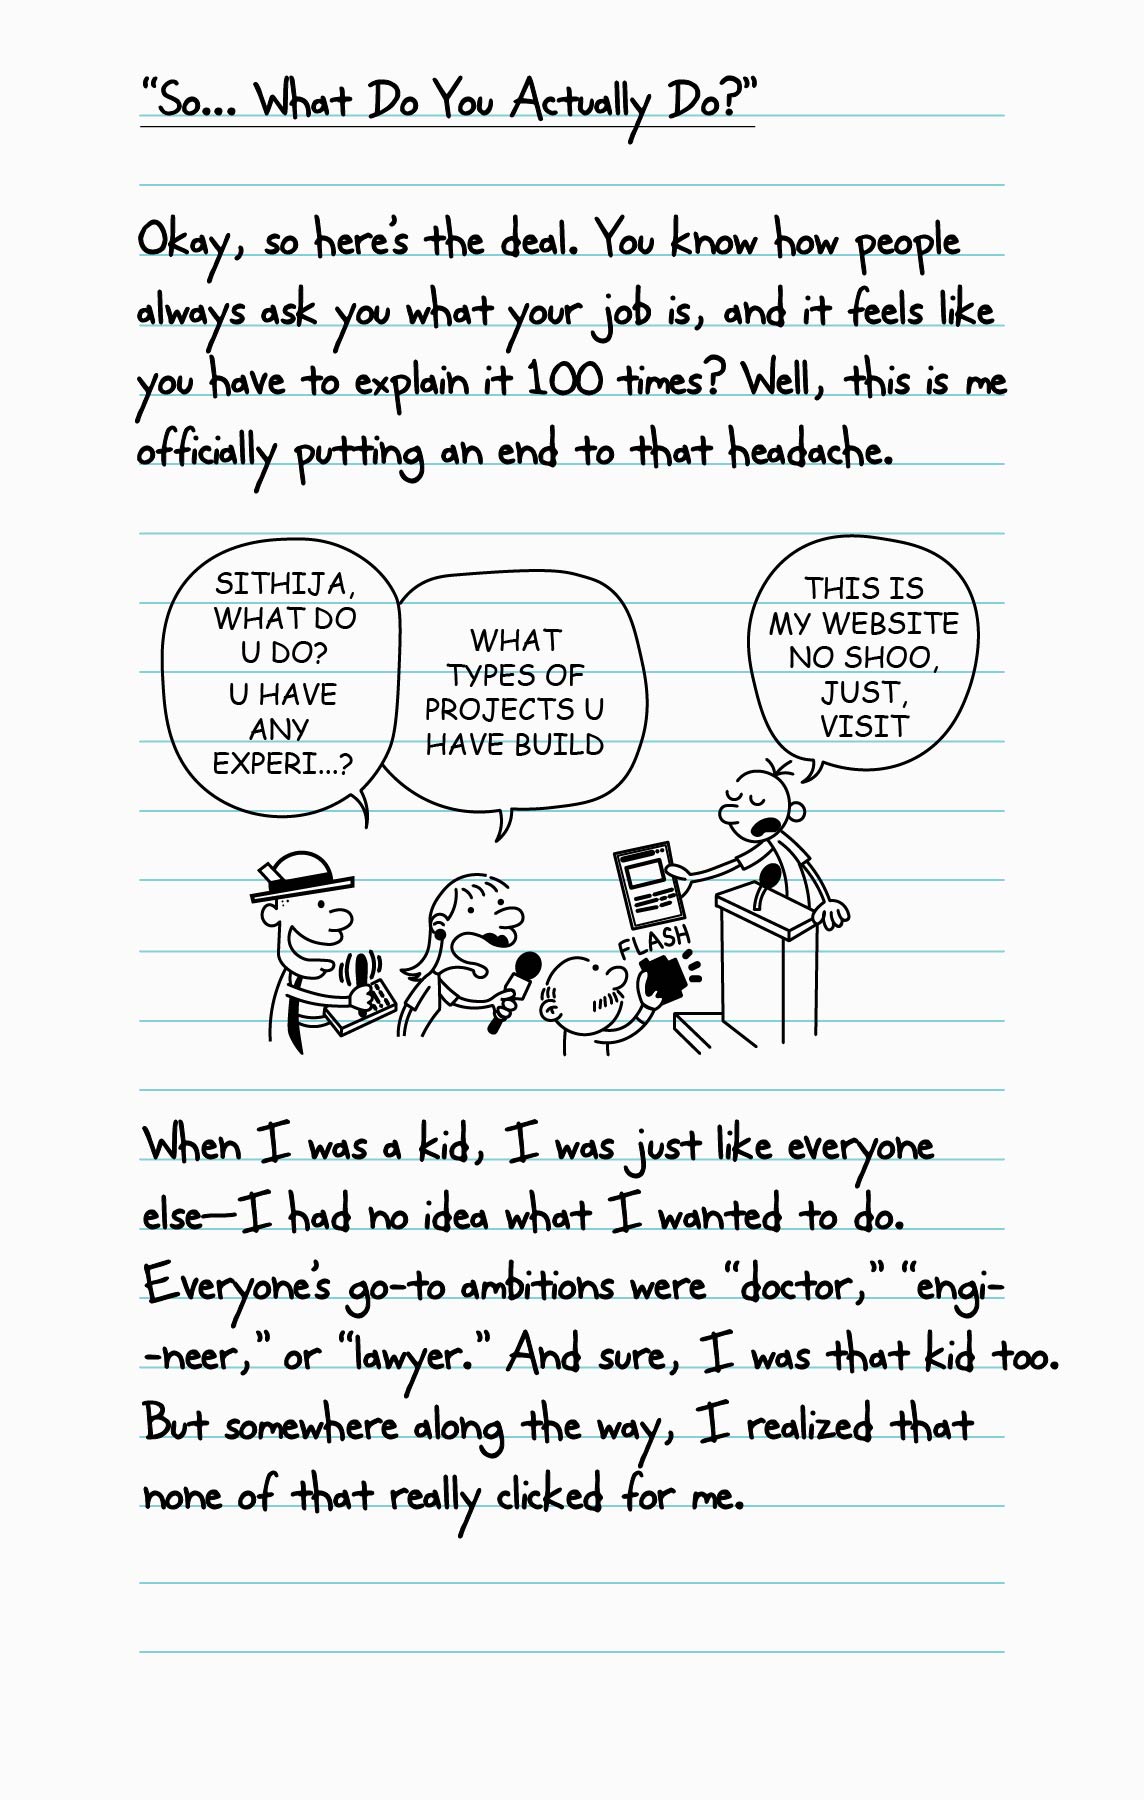 “So... What Do You Actually Do?”
Okay, so here’s the deal. You know how people
always ask you what your job is, and it feels like
you have to explain it 100 times? Well, this is me
officially putting an end to that headache.
SITHIJA,
WHAT DO
U DO?
U HAVE
ANY
EXPERI...?
WHAT
TYPES OF
PROJECTS U
HAVE BUILD
THIS IS
MY WEBSITE
NO SHOO,
JUST,
VISIT
FLASH
When I was a kid, I was just like everyone
else—I had no idea what I wanted to do.
Everyone’s go-to ambitions were “doctor,” “engi-
-neer,” or “lawyer.” And sure, I was that kid too.
But somewhere along the way, I realized that
none of that really clicked for me.